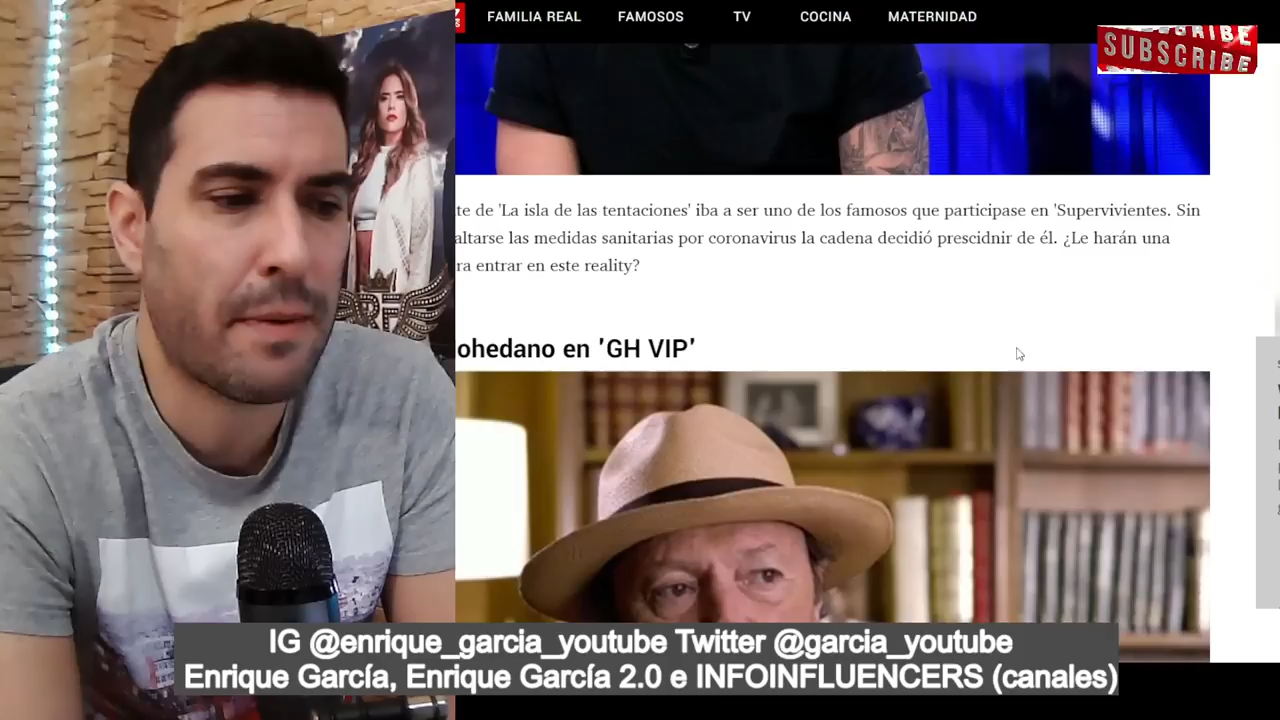 FAMILIA REAL FAMOSOS TV COCINA MATERNIDAD
SUBSCRIBE
te de 'La isla de las tentaciones' iba a ser uno de los famosos que participase en 'Supervivientes. Sin
altarse las medidas sanitarias por coronavirus la cadena decidió prescidnir de él. ¿Le harán una
ra entrar en este reality?
ohedano en 'GH VIP'
IG @enrique_garcia_youtube Twitter @garcia_youtube
Enrique García, Enrique García 2.0 e INFOINFLUENCERS (canales)